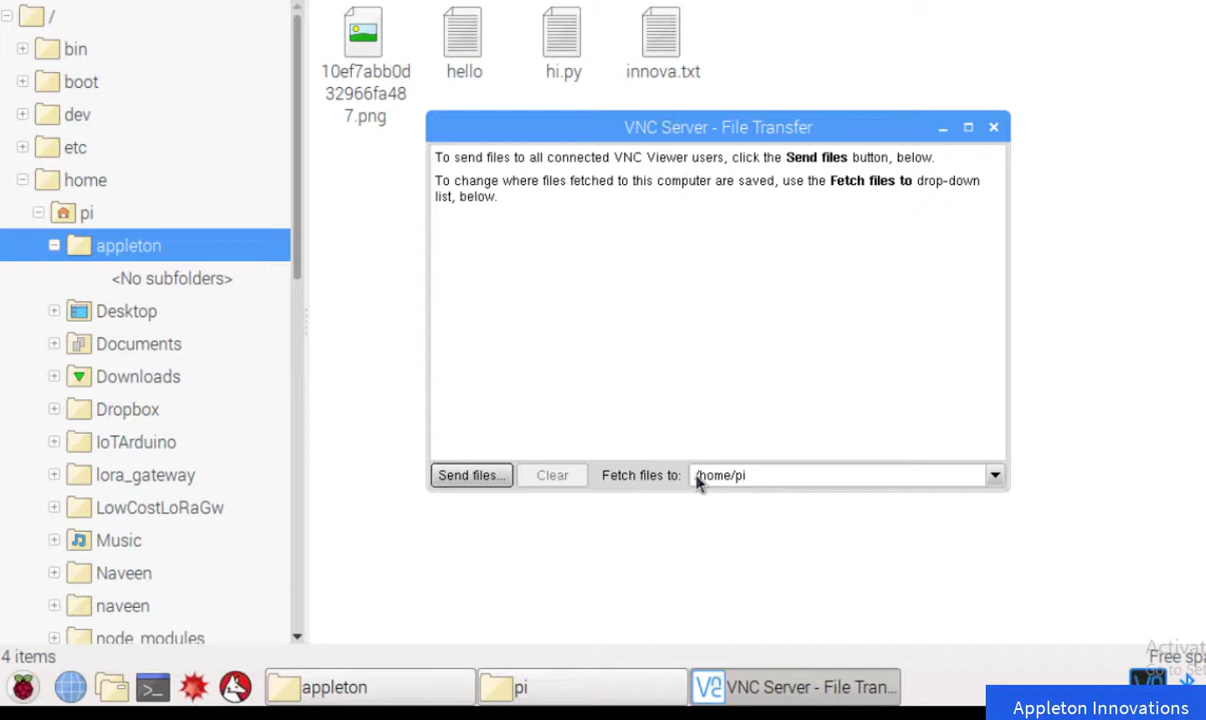 /
bin
boot
dev
etc
home
pi
appleton
<No subfolders>
Desktop
Documents
Downloads
Dropbox
IoTArduino
lora_gateway
LowCostLoRaGw
Music
Naveen
naveen
node_modules
4 items
10ef7abb0d
32966fa48
7.png
hello
hi.py
innova.txt
VNC Server - File Transfer
To send files to all connected VNC Viewer users, click the Send files button, below.
To change where files fetched to this computer are saved, use the Fetch files to drop-down
list, below.
Send files...
Clear
Fetch files to:
/home/pi
Activat
Free spa
appleton
pi
VNC Server - File Tran...
Appleton Innovations